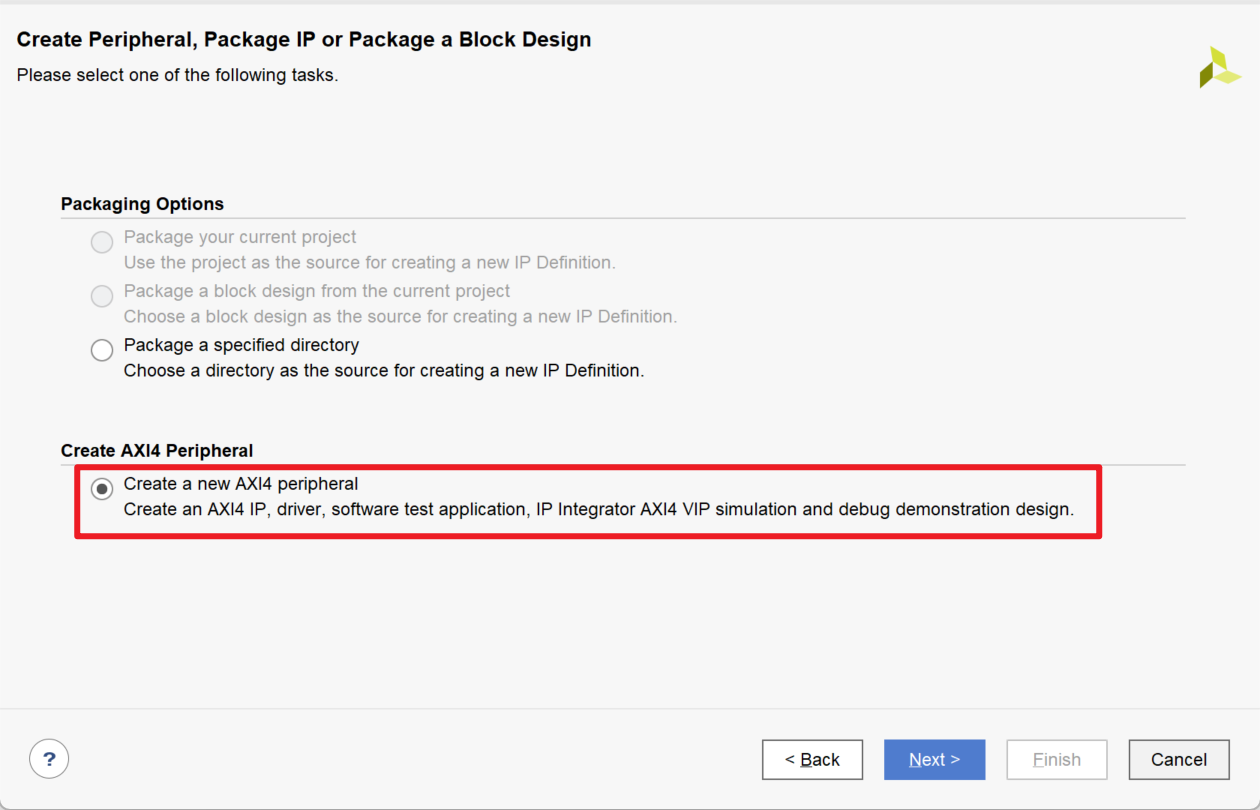 Create Peripheral, Package IP or Package a Block Design
Please select one of the following tasks.
Packaging Options
Package your current project
Use the project as the source for creating a new IP Definition.
Package a block design from the current project
Choose a block design as the source for creating a new IP Definition.
Package a specified directory
Choose a directory as the source for creating a new IP Definition.
Create AXI4 Peripheral
Create a new AXI4 peripheral
Create an AXI4 IP, driver, software test application, IP Integrator AXI4 VIP simulation and debug demonstration design.
? < Back Next > Finish Cancel